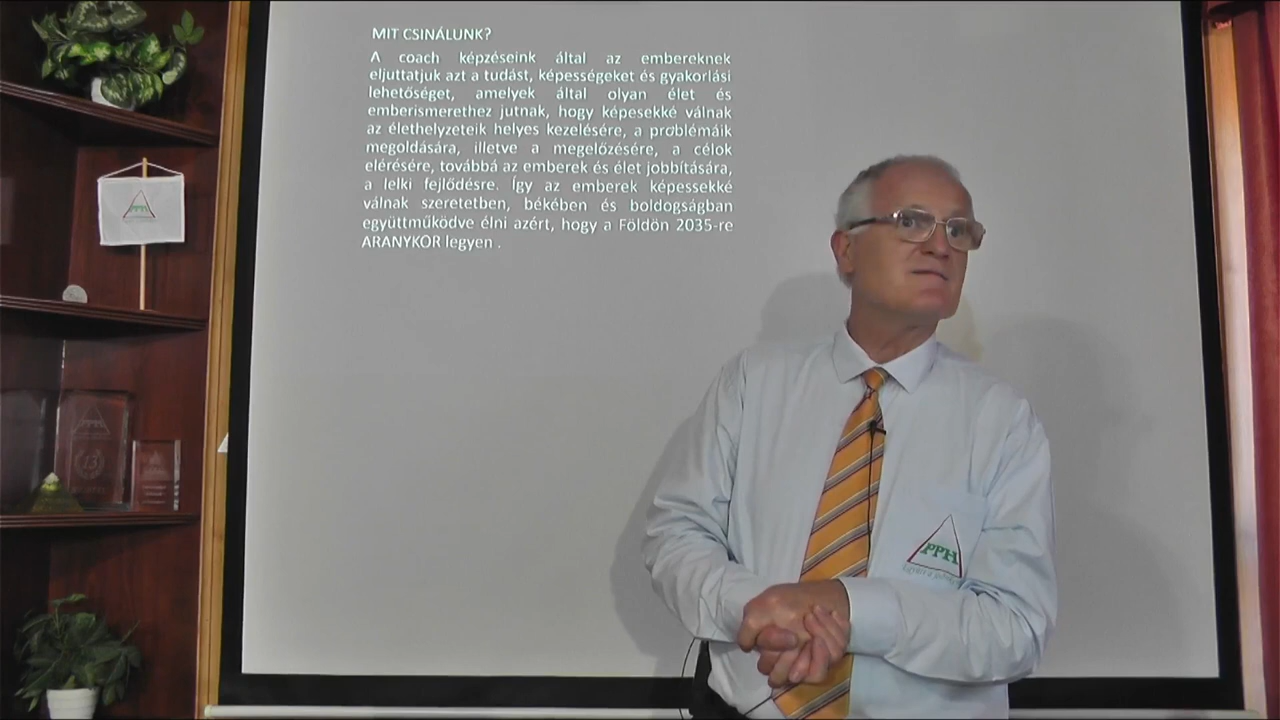 MIT CSINÁLUNK?
A coach képzéseink által az embereknek
eljuttatjuk azt a tudást, képességeket és gyakorlási
lehetőséget, amelyek által olyan élet és
emberismerethez jutnak, hogy képesekké válnak
az élethelyzeteik helyes kezelésére, a problémáik
megoldására, illetve a megelőzésére, a célok
elérésére, továbbá az emberek és élet jobbítására,
a lelki fejlődésre. Így az emberek képessekké
válnak szeretetben, békében és boldogságban
együttműködve élni azért, hogy a Földön 2035-re
ARANYKOR legyen .
PPH
PPH
13